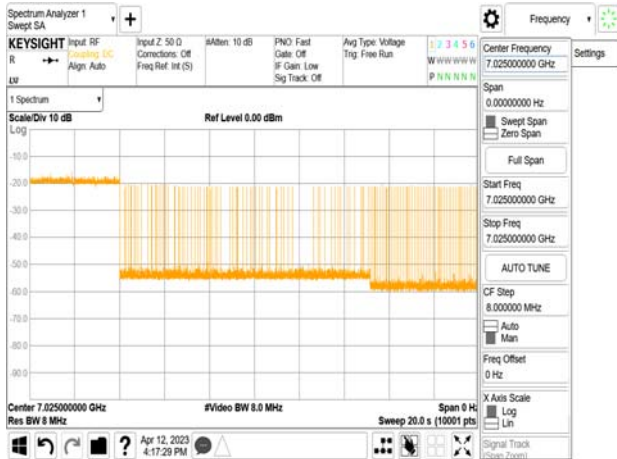 Spectrum Analyzer 1
Swept SA
+
Frequency
KEYSIGHT
R
LXI
Input: RF
Coupling: DC
Align: Auto
Input Z: 50 Ω
Corrections: Off
Freq Ref: Int (S)
#Atten: 10 dB
PNO: Fast
Gate: Off
IF Gain: Low
Sig Track: Off
Avg Type: Voltage
Trig: Free Run
1 2 3 4 5 6
W W W W W W
P N N N N N
Center Frequency
7.025000000 GHz
Settings
Span
0.00000000 Hz
Swept Span
Zero Span
Full Span
Start Freq
7.025000000 GHz
Stop Freq
7.025000000 GHz
AUTO TUNE
CF Step
8.000000 MHz
Auto
Man
Freq Offset
0 Hz
X Axis Scale
Log
Lin
Signal Track
(Span Zoom)
1 Spectrum
Scale/Div 10 dB
Ref Level 0.00 dBm
Log
-10.0
-20.0
-30.0
-40.0
-50.0
-60.0
-70.0
-80.0
-90.0
Center 7.025000000 GHz
#Video BW 8.0 MHz
Span 0 Hz
Res BW 8 MHz
Sweep 20.0 s (10001 pts
?
Apr 12, 2023
4:17:29 PM